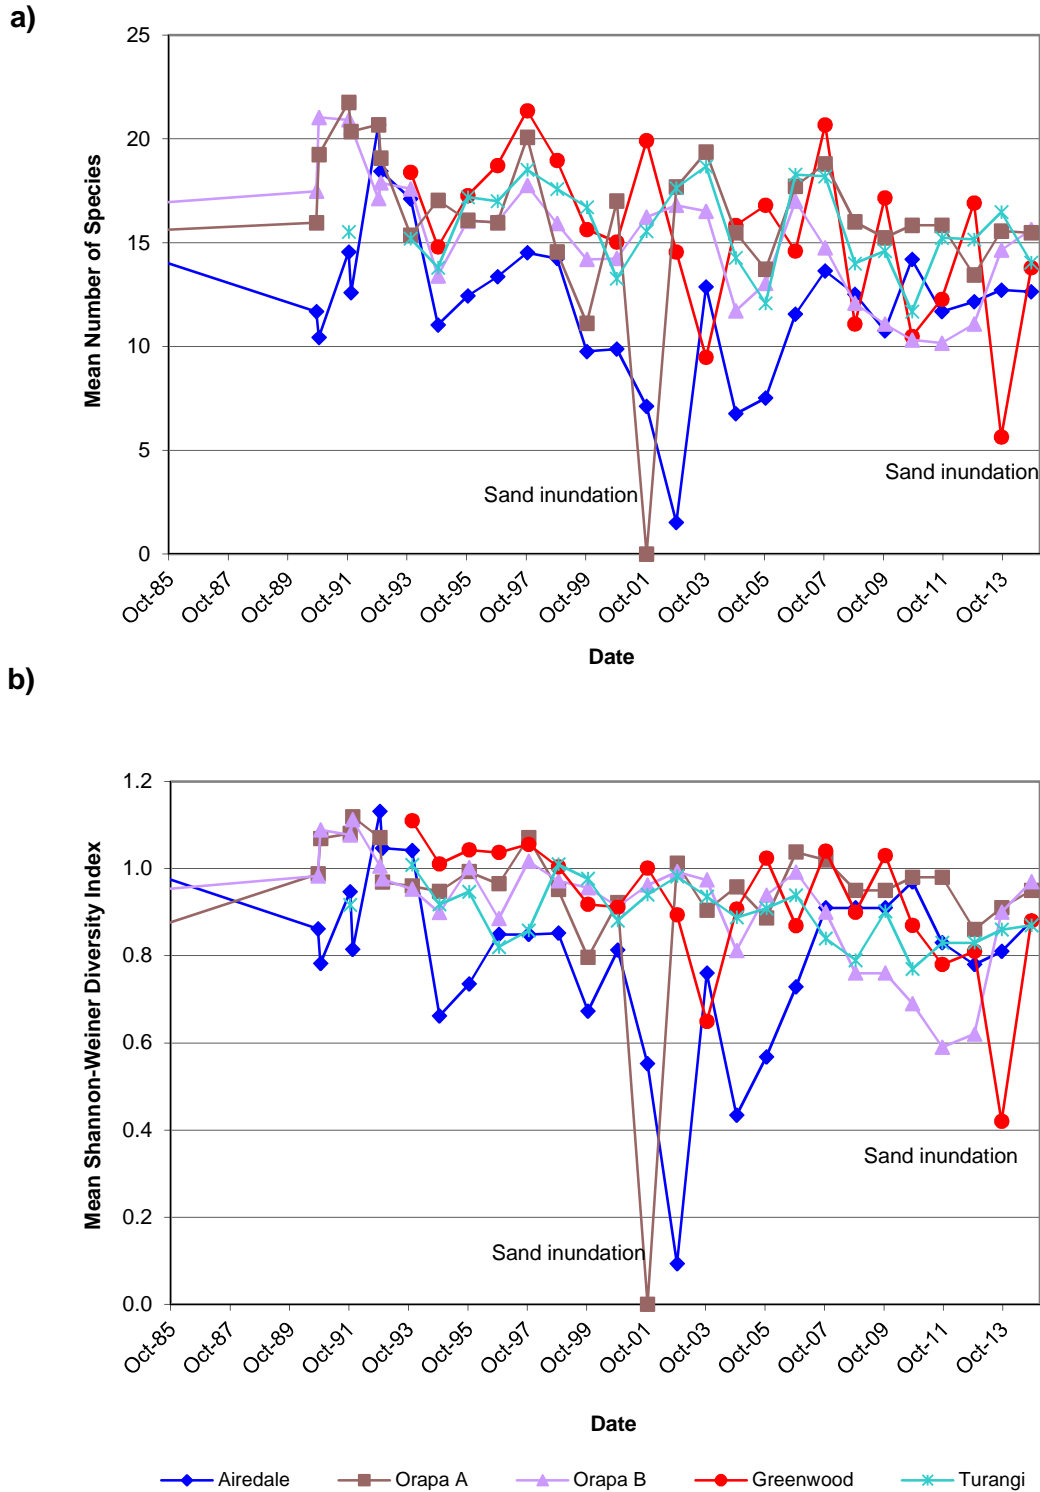 a)
25
20
15
10
5
0
Mean Number of Species
Sand inundation
Sand inundation
Oct-85 Oct-87 Oct-89 Oct-91 Oct-93 Oct-95 Oct-97 Oct-99 Oct-01 Oct-03 Oct-05 Oct-07 Oct-09 Oct-11 Oct-13
Date
b)
1.2
1.0
0.8
0.6
0.4
0.2
0.0
Mean Shannon-Weiner Diversity Index
Sand inundation
Sand inundation
Oct-85 Oct-87 Oct-89 Oct-91 Oct-93 Oct-95 Oct-97 Oct-99 Oct-01 Oct-03 Oct-05 Oct-07 Oct-09 Oct-11 Oct-13
Date
Airedale Orapa A Orapa B Greenwood Turangi